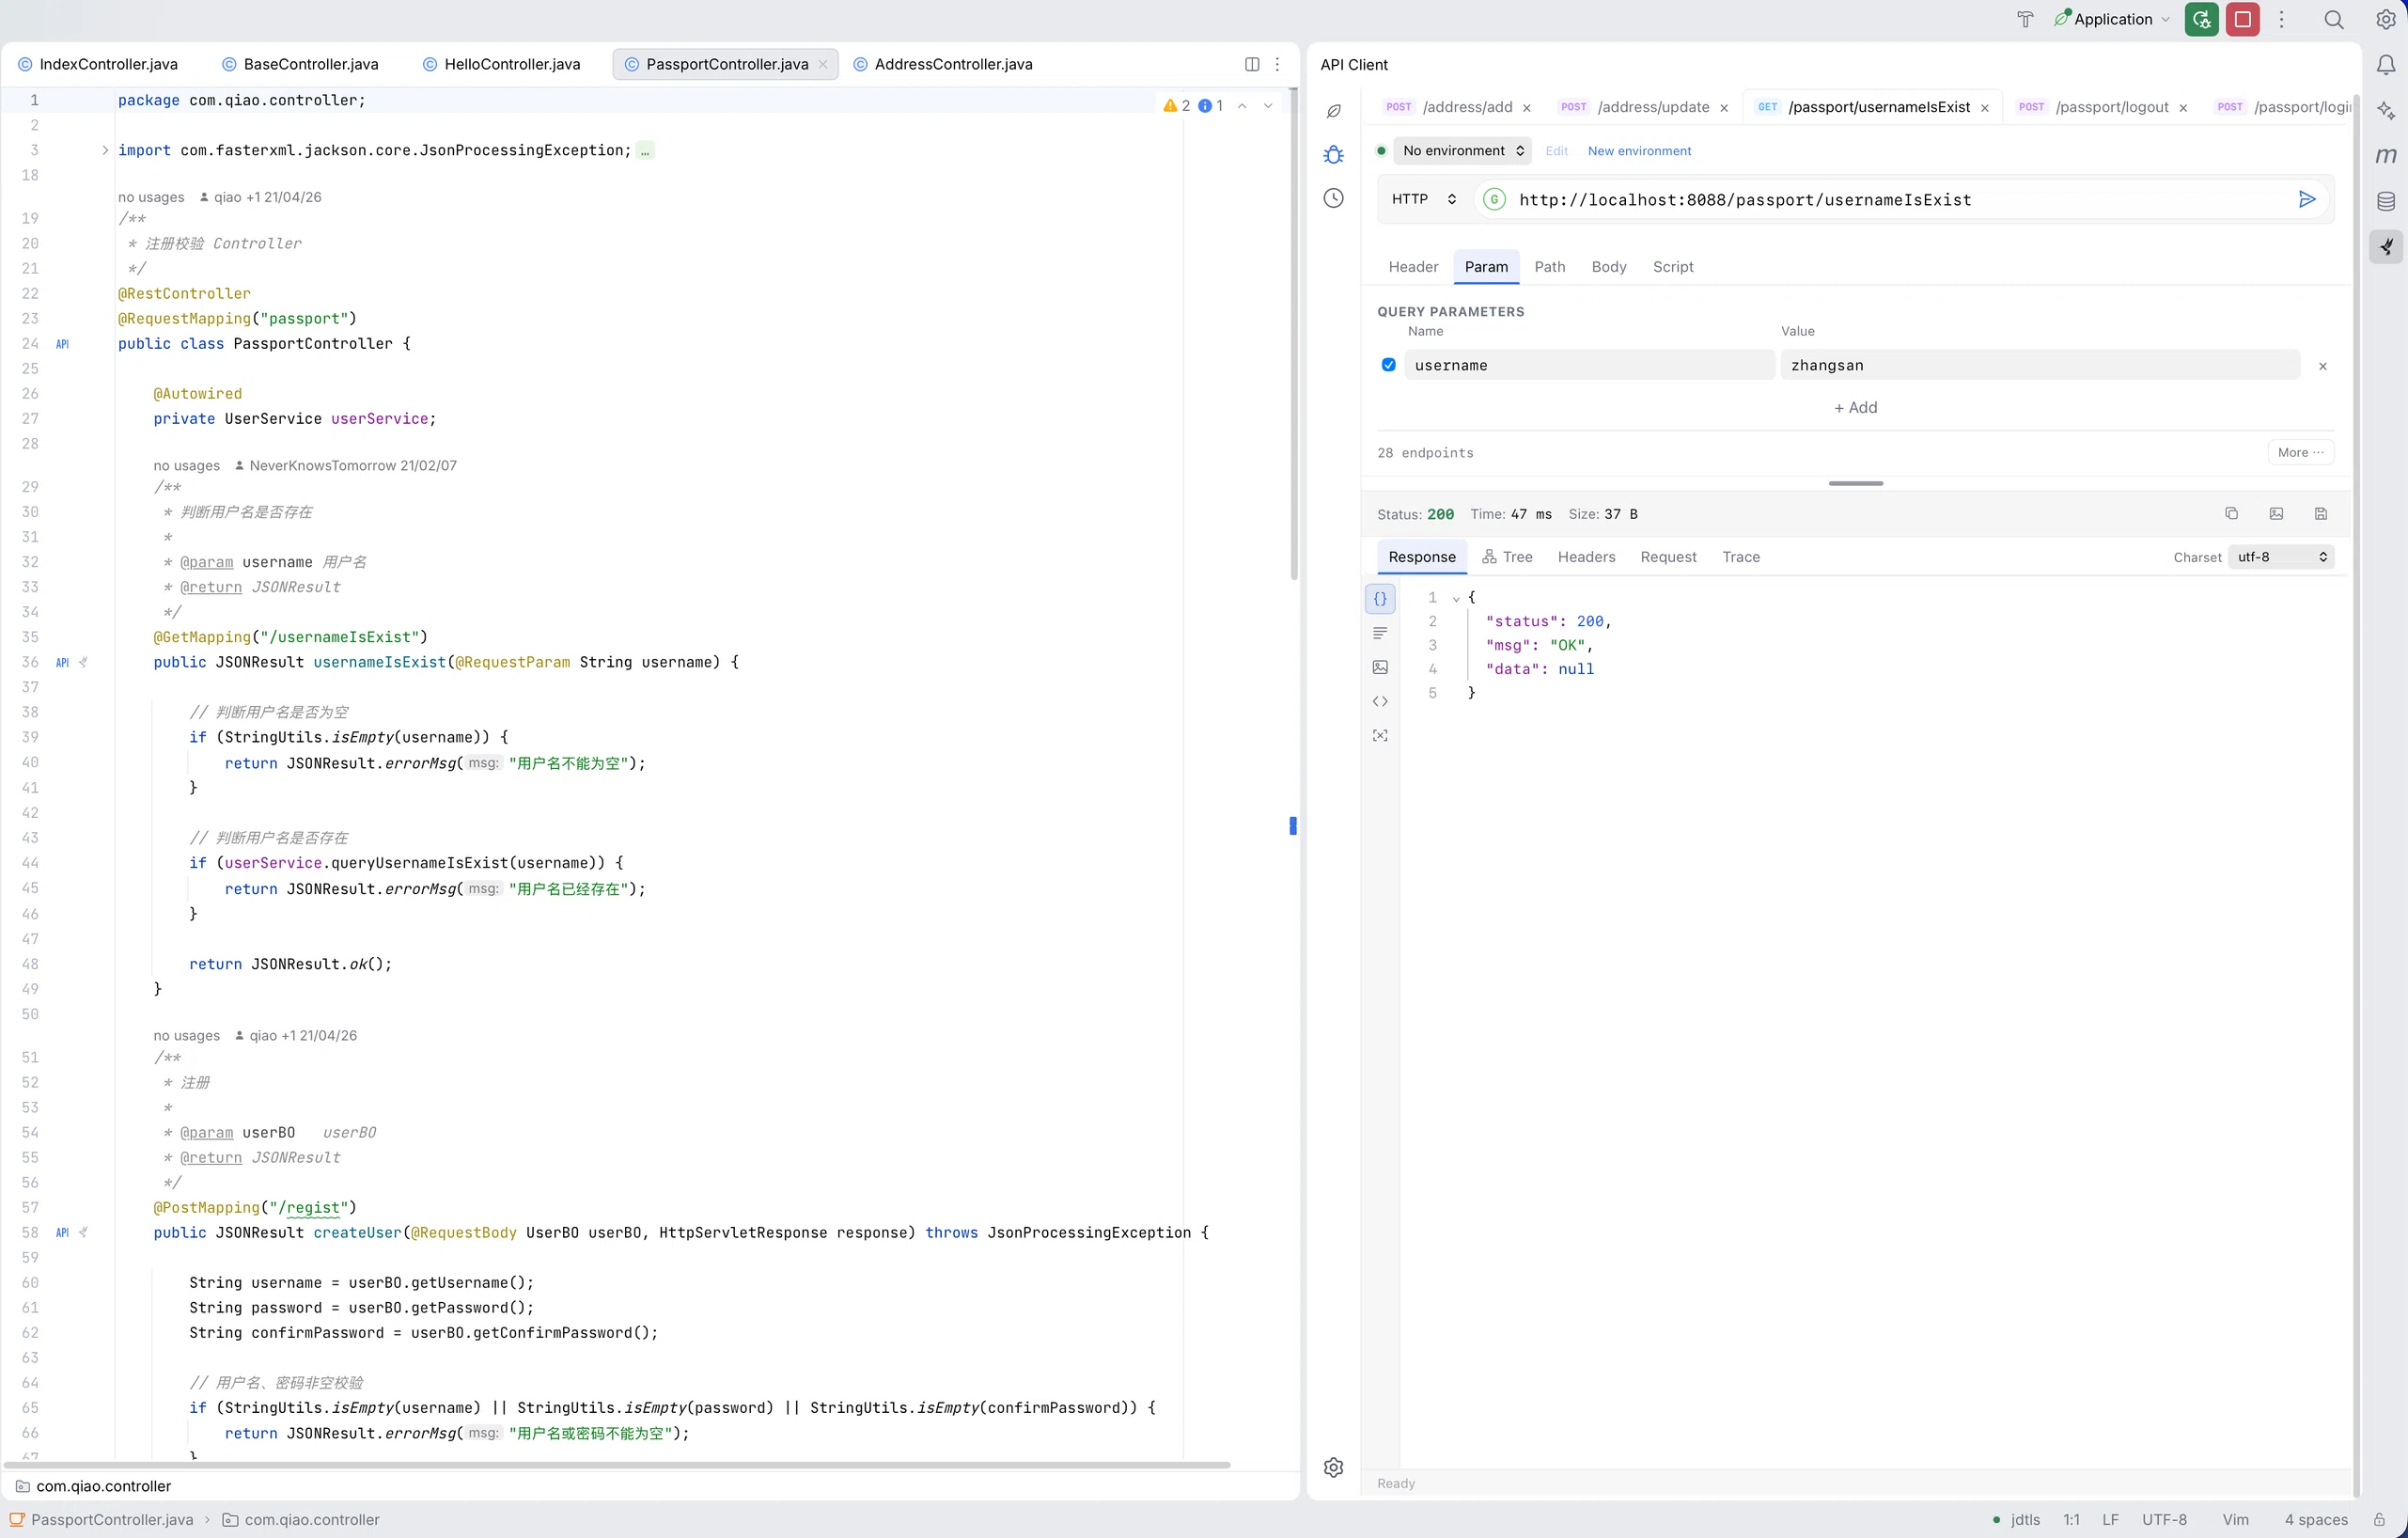 Application
IndexController.java
BaseController.java
HelloController.java
PassportController.java
AddressController.java
1 package com.qiao.controller;
2 1
2
3 import com.fasterxml.jackson.core.JsonProcessingException; ...
18
no usages qiao +1 21/04/26
19 /**
20 * 注册校验 Controller
21 */
22 @RestController
23 @RequestMapping("passport")
24 API public class PassportController {
25
26 @Autowired
27 private UserService userService;
28
no usages NeverKnowsTomorrow 21/02/07
29 /**
30 * 判断用户名是否存在
31 *
32 * @param username 用户名
33 * @return JSONResult
34 */
35 @GetMapping("/usernameIsExist")
36 API public JSONResult usernameIsExist(@RequestParam String username) {
37
38 // 判断用户名是否为空
39 if (StringUtils.isEmpty(username)) {
40 return JSONResult.errorMsg( msg: "用户名不能为空");
41 }
42
43 // 判断用户名是否存在
44 if (userService.queryUsernameIsExist(username)) {
45 return JSONResult.errorMsg( msg: "用户名已经存在");
46 }
47
48 return JSONResult.ok();
49 }
50
no usages qiao +1 21/04/26
51 /**
52 * 注册
53 *
54 * @param userBO userBO
55 * @return JSONResult
56 */
57 @PostMapping("/regist")
58 API public JSONResult createUser(@RequestBody UserBO userBO, HttpServletResponse response) throws JsonProcessingException {
59
60 String username = userBO.getUsername();
61 String password = userBO.getPassword();
62 String confirmPassword = userBO.getConfirmPassword();
63
64 // 用户名、密码非空校验
65 if (StringUtils.isEmpty(username) || StringUtils.isEmpty(password) || StringUtils.isEmpty(confirmPassword)) {
66 return JSONResult.errorMsg( msg: "用户名或密码不能为空");
67 }
com.qiao.controller
API Client
POST /address/add
POST /address/update
GET /passport/usernameIsExist
POST /passport/logout
POST /passport/logi
No environment Edit New environment
HTTP G http://localhost:8088/passport/usernameIsExist
Header Param Path Body Script
QUERY PARAMETERS
Name Value
username zhangsan
+ Add
28 endpoints More ···
Status: 200 Time: 47 ms Size: 37 B
Response Tree Headers Request Trace Charset utf-8
1 {
2 "status": 200,
3 "msg": "OK",
4 "data": null
5 }
Ready
m
PassportController.java › com.qiao.controller
jdtls 1:1 LF UTF-8 Vim 4 spaces